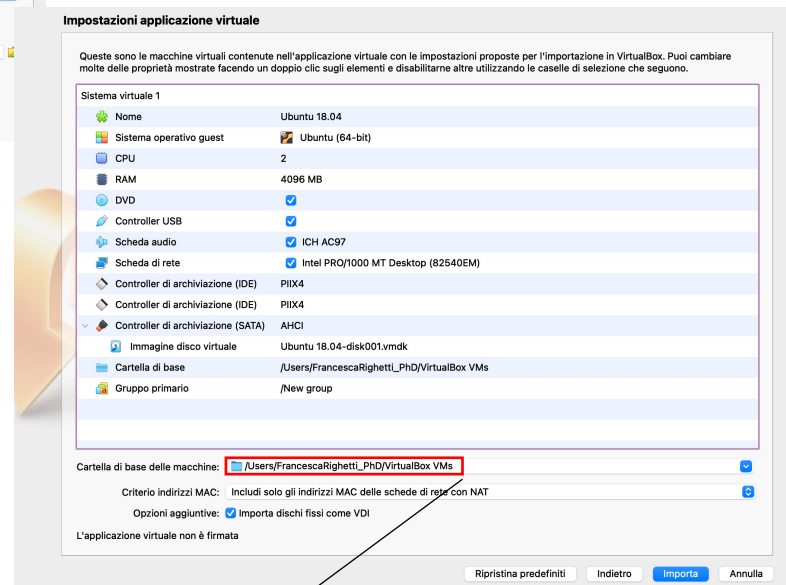 Impostazioni applicazione virtuale
Queste sono le macchine virtuali contenute nell'applicazione virtuale con le impostazioni proposte per l'importazione in VirtualBox. Puoi cambiare
molte delle proprietà mostrate facendo un doppio clic sugli elementi e disabilitarne altre utilizzando le caselle di selezione che seguono.
Sistema virtuale 1
Nome Ubuntu 18.04
Sistema operativo guest Ubuntu (64-bit)
CPU 2
RAM 4096 MB
DVD
Controller USB
Scheda audio ICH AC97
Scheda di rete Intel PRO/1000 MT Desktop (82540EM)
Controller di archiviazione (IDE) PIIX4
Controller di archiviazione (IDE) PIIX4
Controller di archiviazione (SATA) AHCI
Immagine disco virtuale Ubuntu 18.04-disk001.vmdk
Cartella di base /Users/FrancescaRighetti_PhD/VirtualBox VMs
Gruppo primario /New group
Cartella di base delle macchine: /Users/FrancescaRighetti_PhD/VirtualBox VMs
Criterio indirizzi MAC: Includi solo gli indirizzi MAC delle schede di rete con NAT
Opzioni aggiuntive: Importa dischi fissi come VDI
L'applicazione virtuale non è firmata
Ripristina predefiniti Indietro Importa Annulla